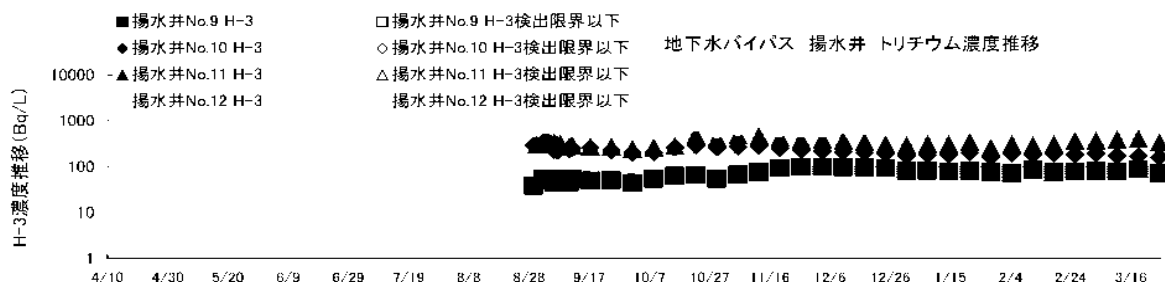 ■揚水井No.9 H-3 □揚水井No.9 H-3検出限界以下
◆揚水井No.10 H-3 ◇揚水井No.10 H-3検出限界以下
地下水バイパス 揚水井 トリチウム濃度推移
▲揚水井No.11 H-3 △揚水井No.11 H-3検出限界以下
揚水井No.12 H-3 揚水井No.12 H-3検出限界以下
H-3濃度推移(Bq/L)
10000
1000
100
10
1
4/10 4/30 5/20 6/9 6/29 7/19 8/8 8/28 9/17 10/7 10/27 11/16 12/6 12/26 1/15 2/4 2/24 3/16